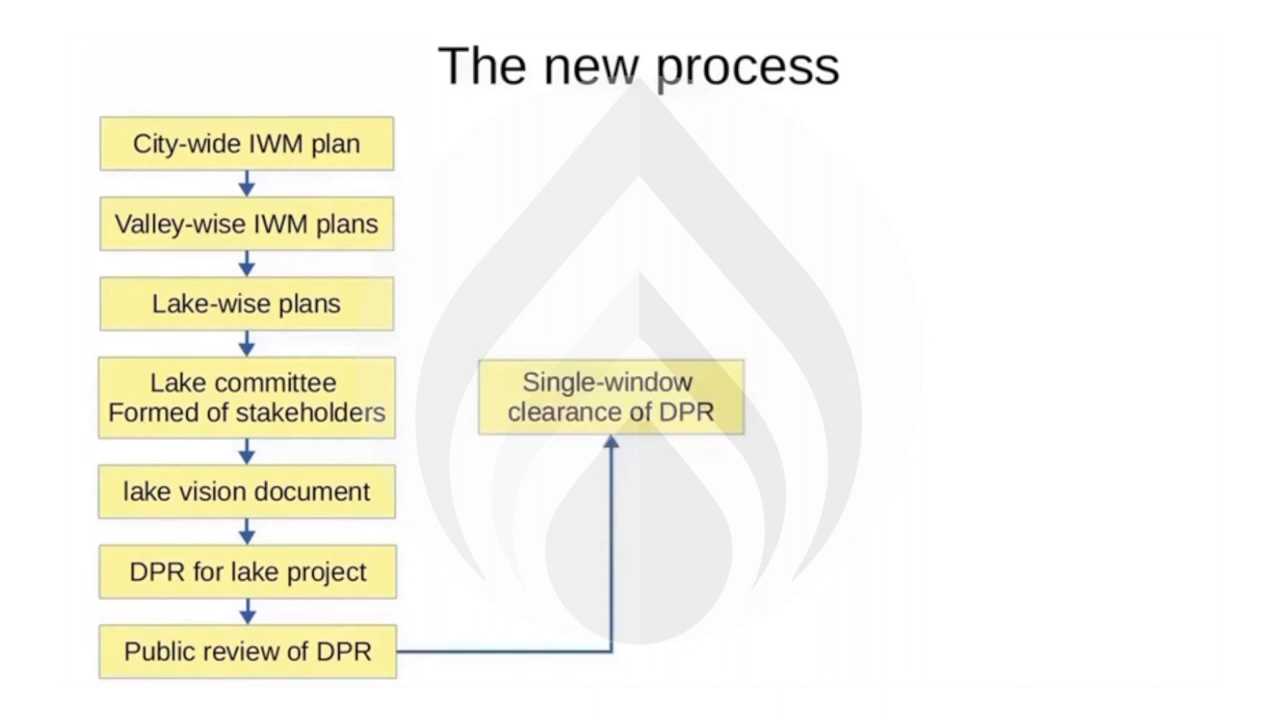 The new process
City-wide IWM plan
Valley-wise IWM plans
Lake-wise plans
Lake committee
Formed of stakeholders
lake vision document
DPR for lake project
Public review of DPR
Single-window
clearance of DPR